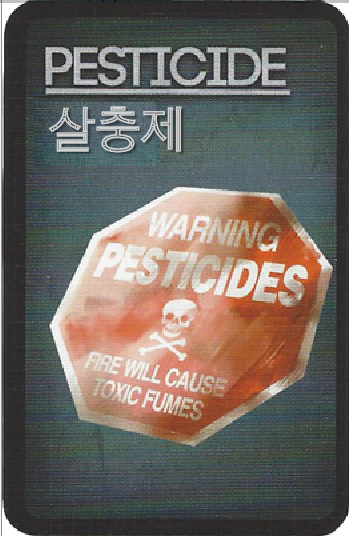 PESTICIDE
살충제
WARNING
PESTICIDES
FIRE WILL CAUSE
TOXIC FUMES